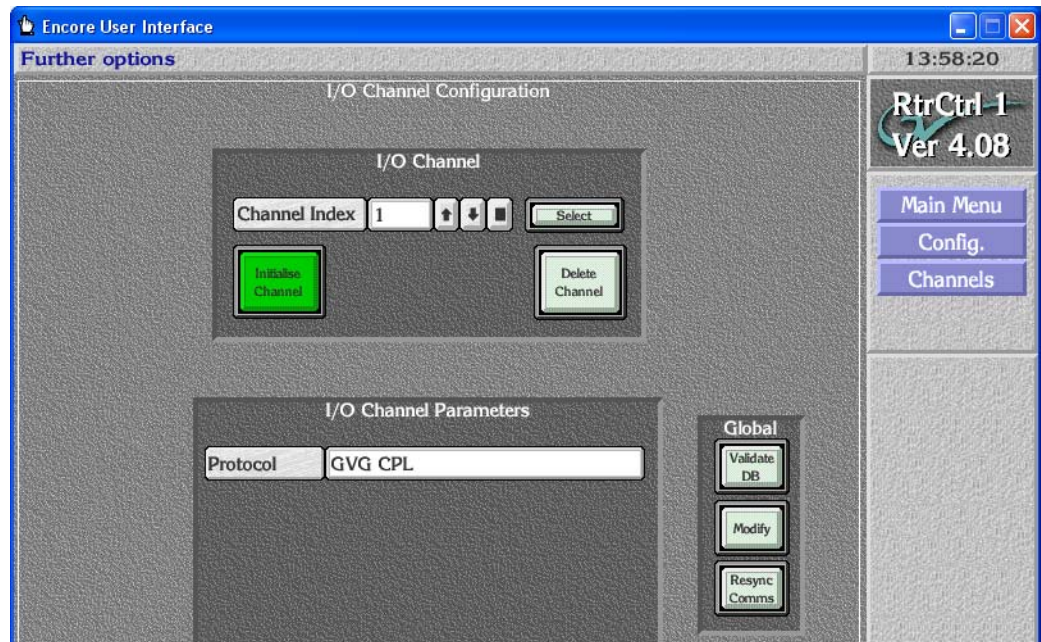 Encore User Interface
Further options
13:58:20
I/O Channel Configuration
RtrCtrl 1
Ver 4.08
I/O Channel
Channel Index 1 Select
Initialise
Channel
Delete
Channel
Main Menu
Config.
Channels
I/O Channel Parameters
Protocol GVG CPL
Global
Validate
DB
Modify
Resync
Comms